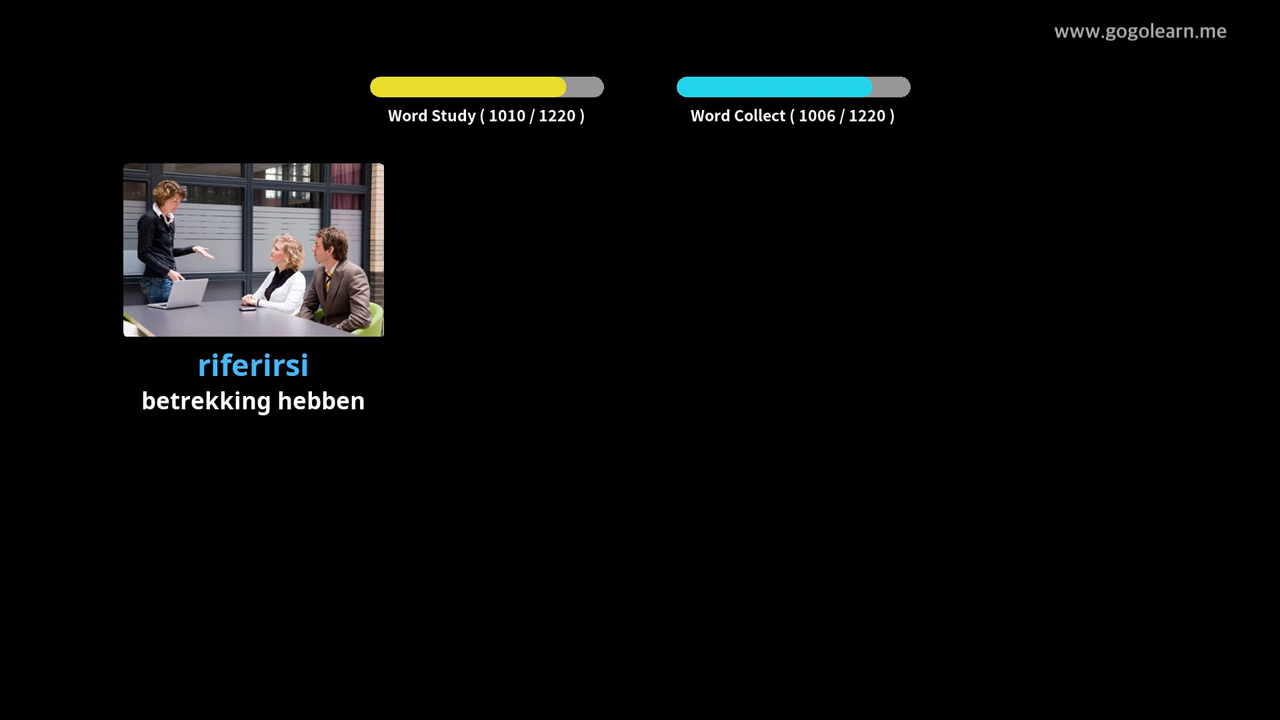 www.gogolearn.me
Word Study ( 1010 / 1220 )
Word Collect ( 1006 / 1220 )
riferirsi
betrekking hebben